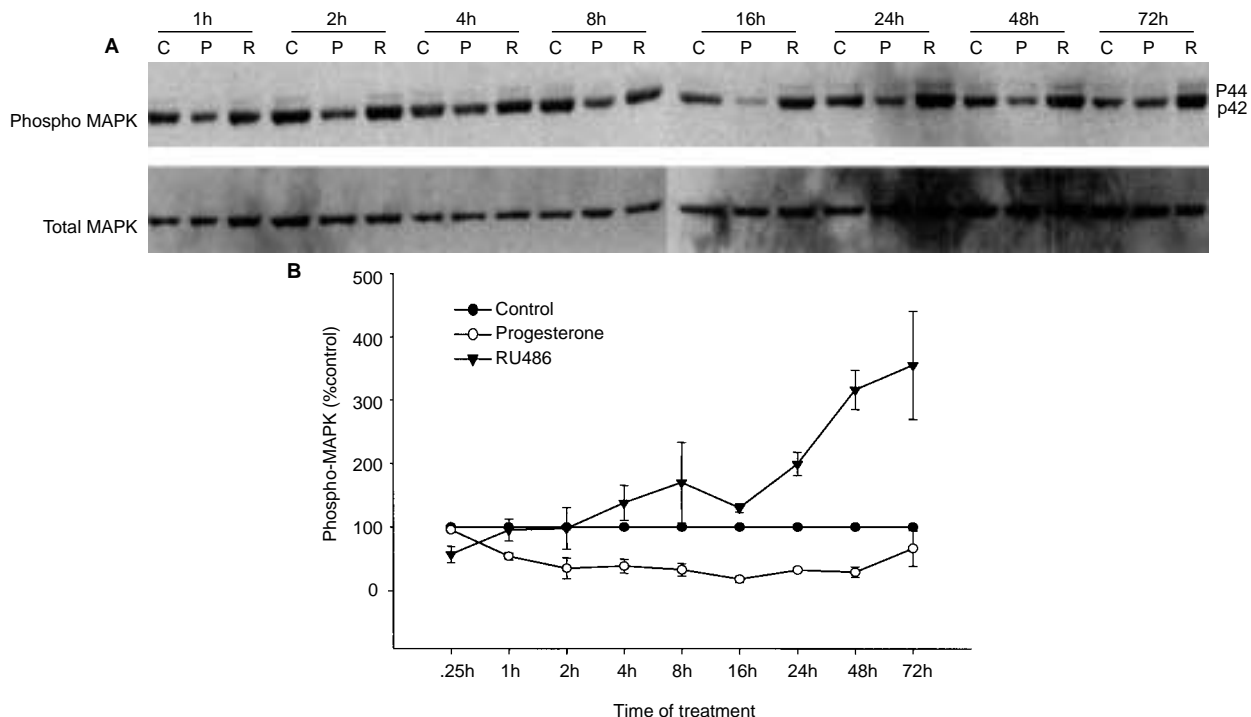 1h 2h 4h 8h 16h 24h 48h 72h
A C P R C P R C P R C P R C P R C P R C P R C P R
Phospho MAPK
P44
p42
Total MAPK
B
500
400
300
200
100
0
Phospho-MAPK (%control)
Control
Progesterone
RU486
.25h 1h 2h 4h 8h 16h 24h 48h 72h
Time of treatment